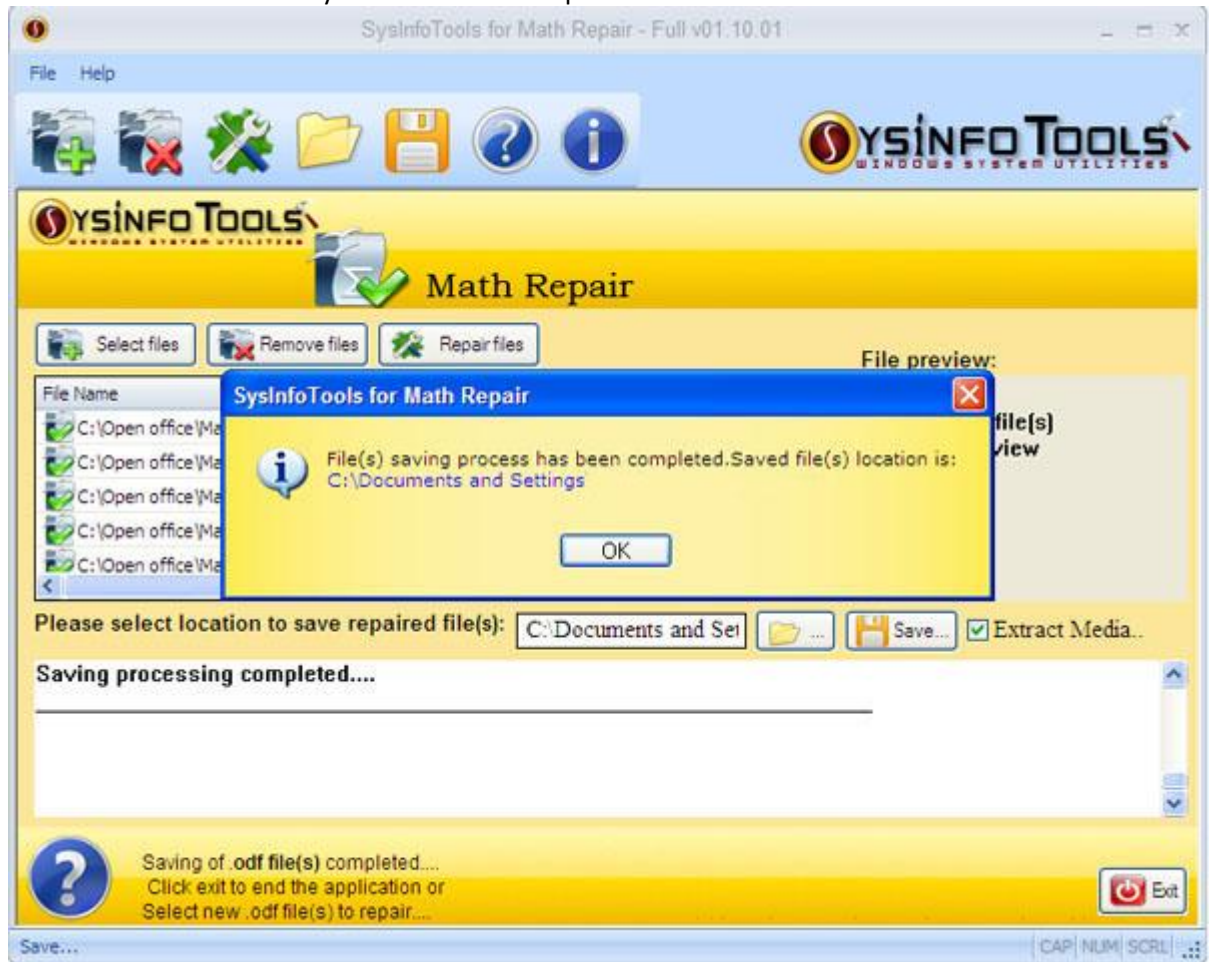 SysInfoTools for Math Repair - Full v01.10.01
File Help
SYSINFO TOOLS
WINDOWS SYSTEM UTILITIES
SYSINFO TOOLS
WINDOWS SYSTEM UTILITIES
Math Repair
Select files Remove files Repair files
File preview:
File Name
SysInfoTools for Math Repair
C:\Open office\Ma
C:\Open office\Ma
C:\Open office\Ma
C:\Open office\Ma
C:\Open office\Ma
File(s) saving process has been completed.Saved file(s) location is:
C:\Documents and Settings
OK
file(s)
view
Please select location to save repaired file(s): C:\Documents and Set ... Save... Extract Media..
Saving processing completed....
Saving of .odf file(s) completed....
Click exit to end the application or
Select new .odf file(s) to repair....
Exit
Save...
CAP NUM SCRL